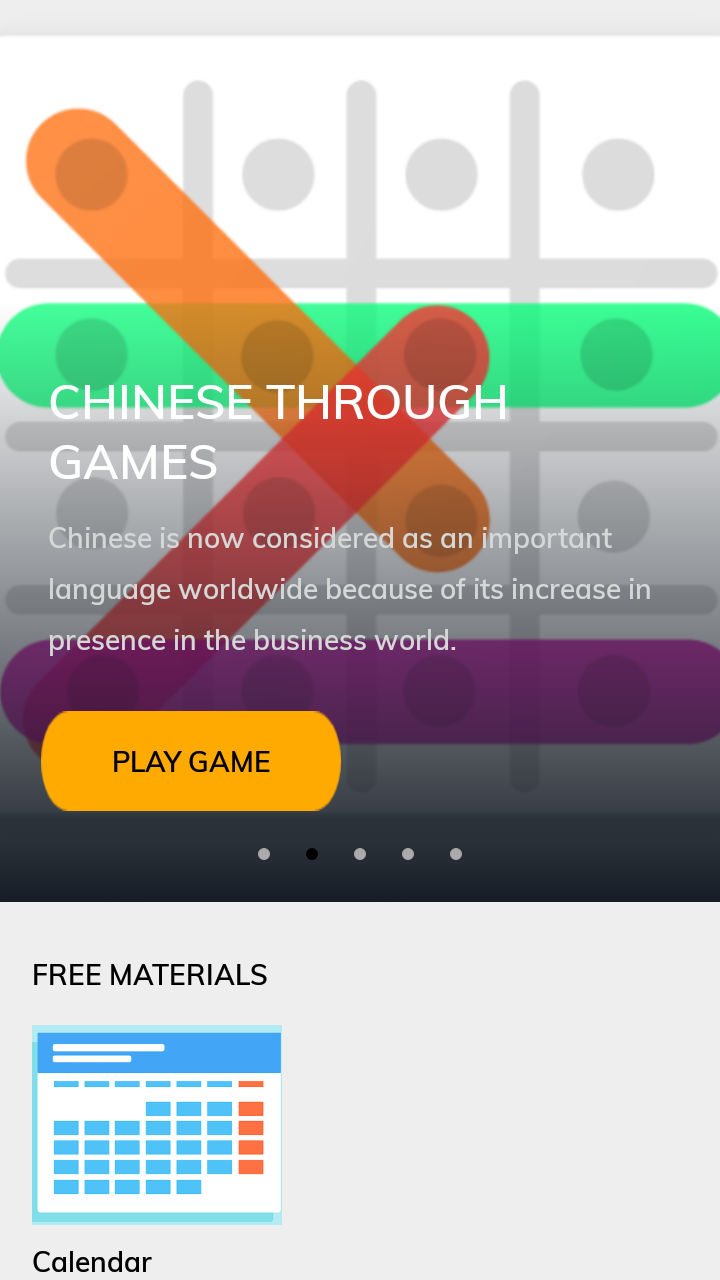 CHINESE THROUGH
GAMES
Chinese is now considered as an important
language worldwide because of its increase in
presence in the business world.
PLAY GAME
FREE MATERIALS
Calendar